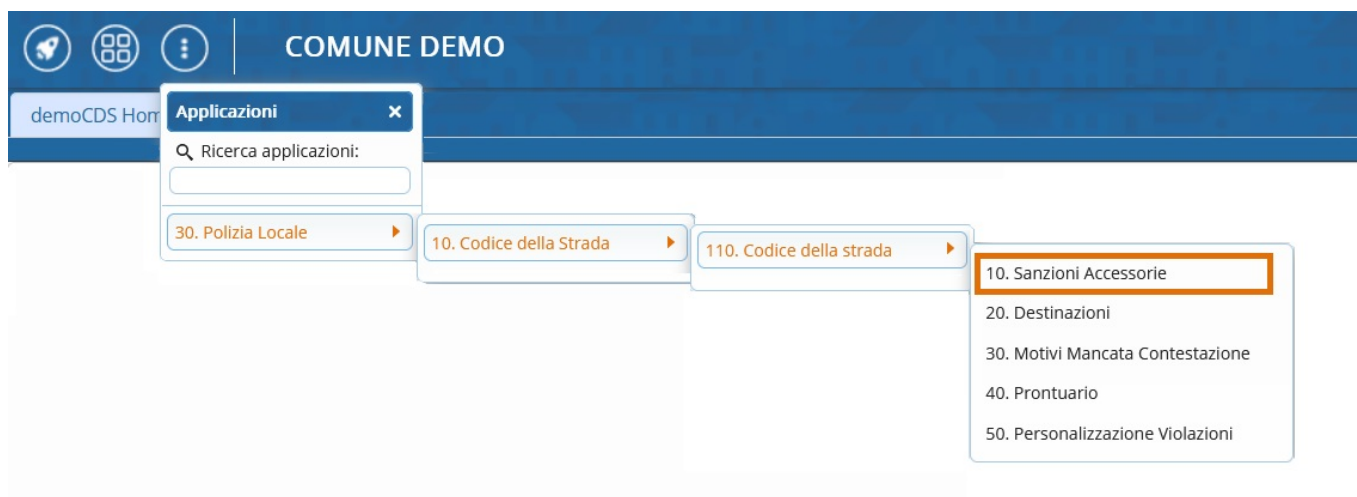 COMUNE DEMO
demoCDS Hom
Applicazioni ×
Ricerca applicazioni:
30. Polizia Locale
10. Codice della Strada
110. Codice della strada
10. Sanzioni Accessorie
20. Destinazioni
30. Motivi Mancata Contestazione
40. Prontuario
50. Personalizzazione Violazioni